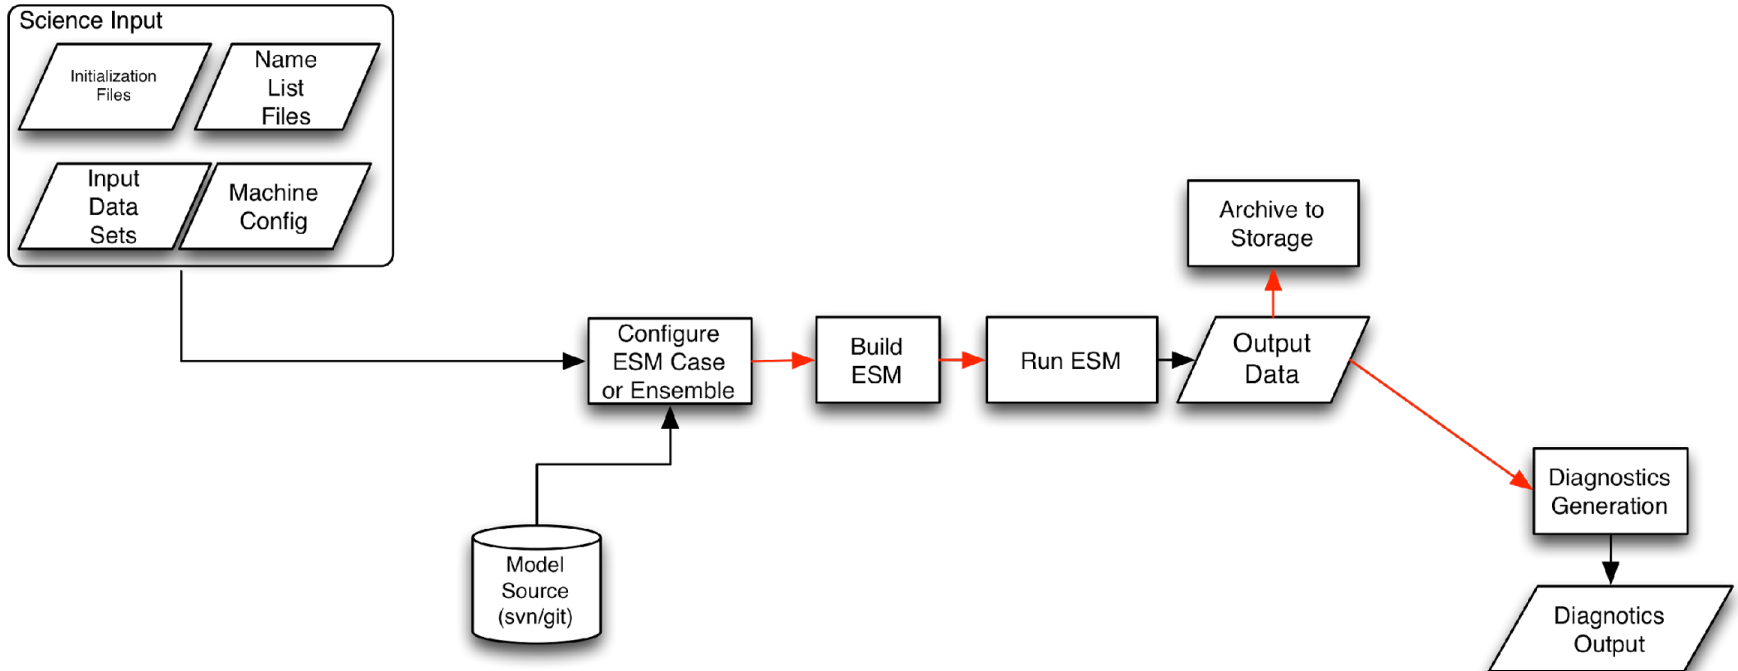 Science Input
Initialization
Files
Name
List
Files
Input
Data
Sets
Machine
Config
Archive to
Storage
Configure
ESM Case
or Ensemble
Build
ESM
Run ESM
Output
Data
Diagnostics
Generation
Model
Source
(svn/git)
Diagnotics
Output